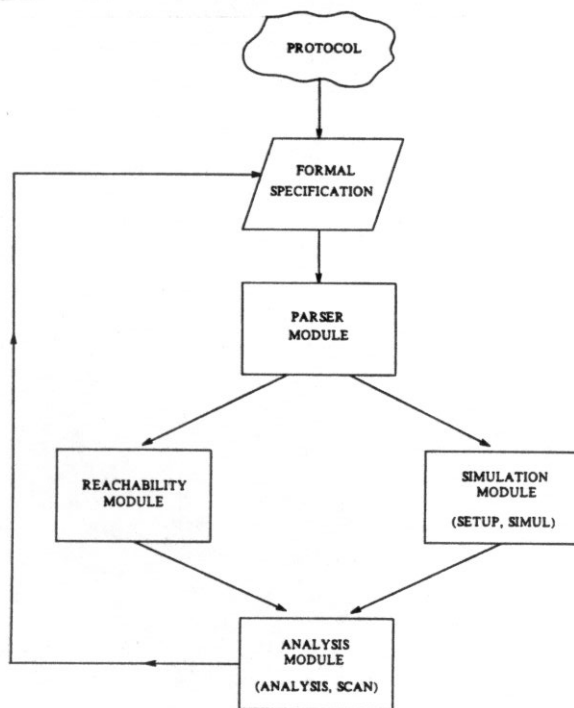 PROTOCOL
FORMAL
SPECIFICATION
PARSER
MODULE
REACHABILITY
MODULE
SIMULATION
MODULE
(SETUP, SIMUL)
ANALYSIS
MODULE
(ANALYSIS, SCAN)